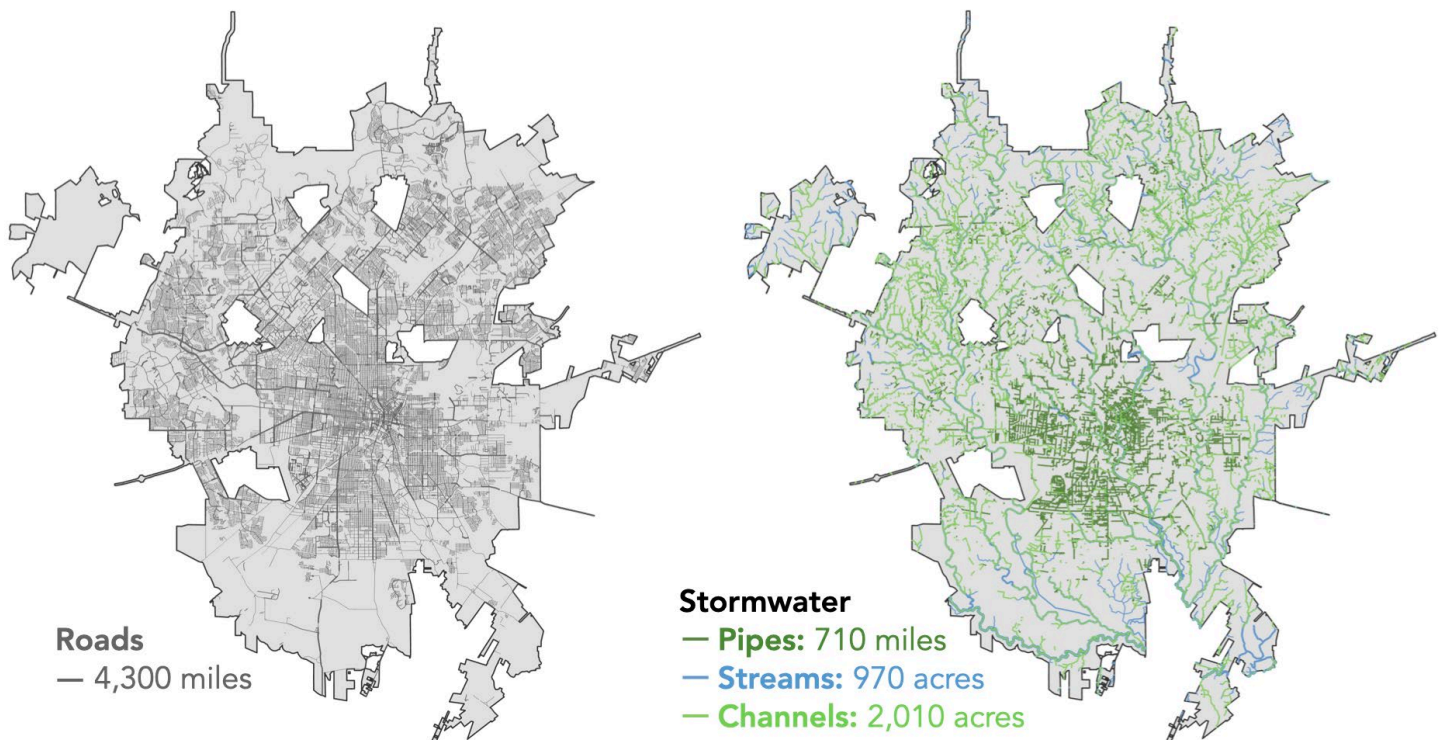 Roads
— 4,300 miles
Stormwater
— Pipes: 710 miles
— Streams: 970 acres
— Channels: 2,010 acres